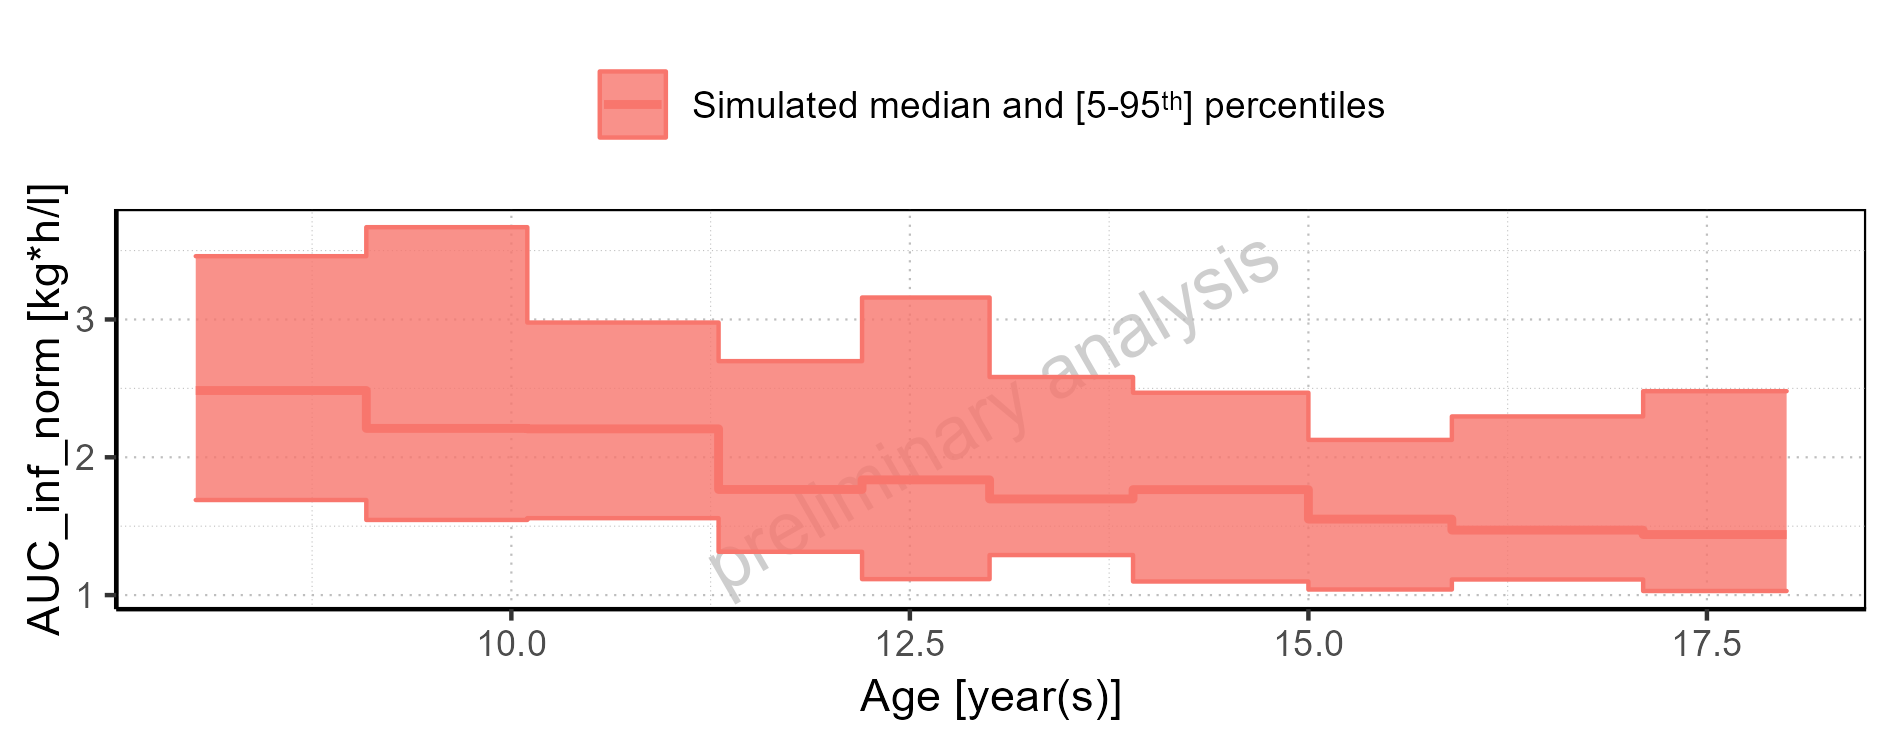 Simulated median and [5-95th] percentiles
AUC_inf_norm [kg*h/l]
3
2
1
preliminary analysis
10.0 12.5 15.0 17.5
Age [year(s)]